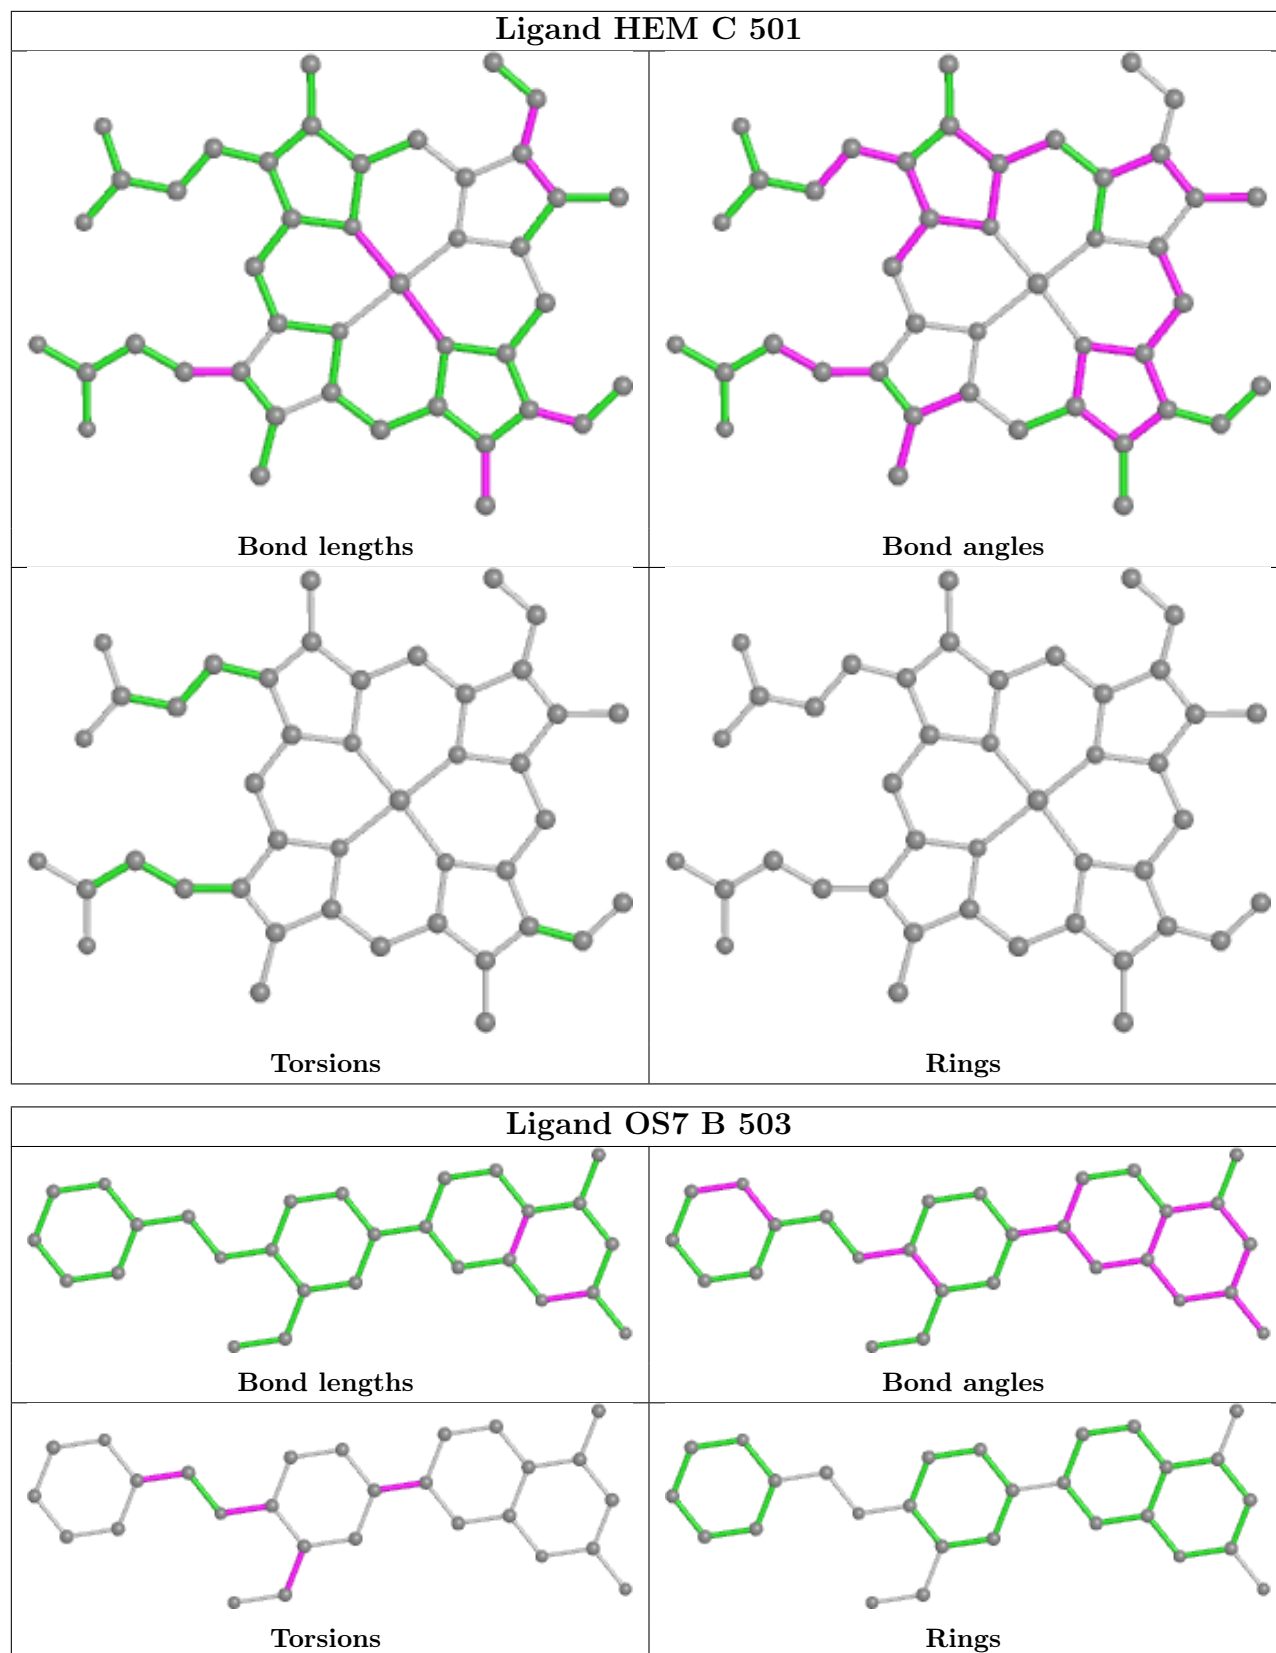 Ligand HEM C 501
Bond lengths
Bond angles
Torsions
Rings
Ligand OS7 B 503
Bond lengths
Bond angles
Torsions
Rings